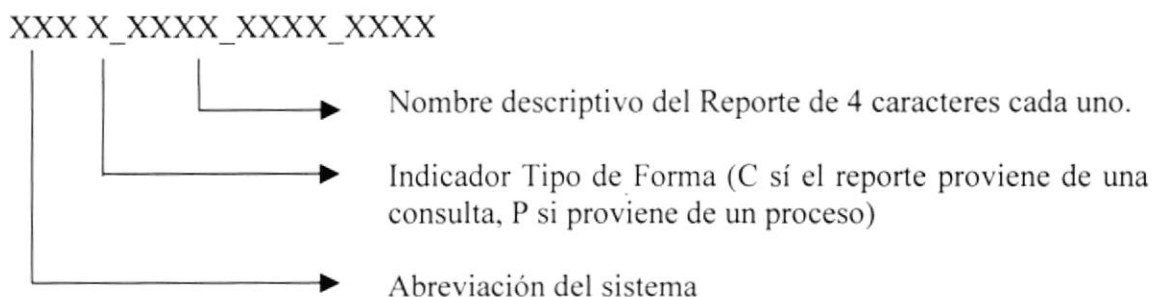 XXX X_XXXX_XXXX_XXXX
Nombre descriptivo del Reporte de 4 caracteres cada uno.
Indicador Tipo de Forma (C sí el reporte proviene de una
consulta, P si proviene de un proceso)
Abreviación del sistema